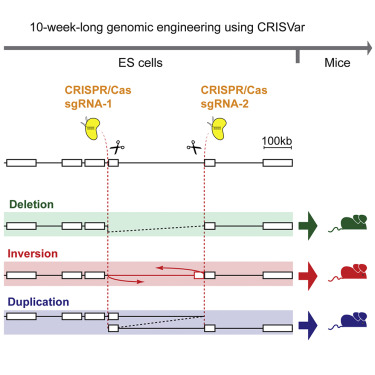 10-week-long genomic engineering using CRISVar
ES cells
Mice
CRISPR/Cas
sgRNA-1
CRISPR/Cas
sgRNA-2
100kb
Deletion
Inversion
Duplication